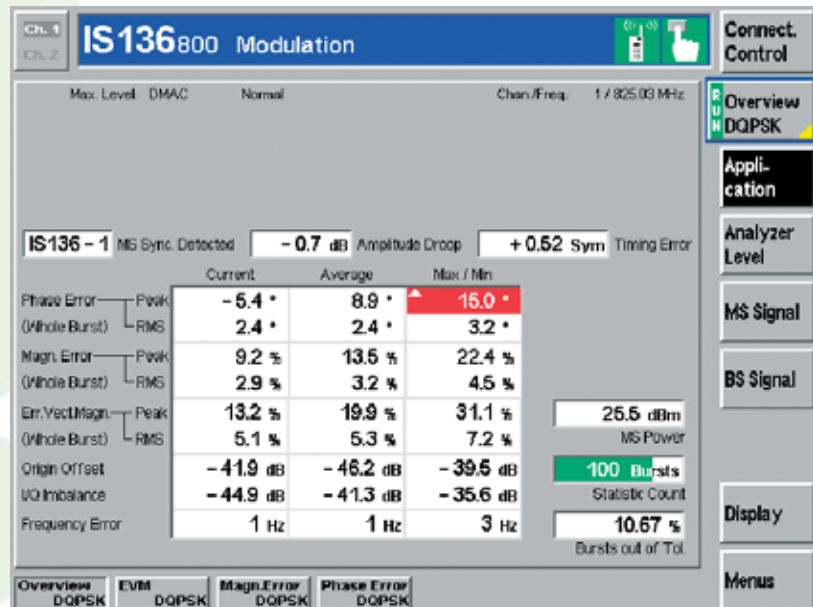 Ch. 1
Ch. 2
IS136800 Modulation
Connect. Control
Max. Level DMAC Normal Chan./Freq. 1 / 825.03 MHz
RUN
Overview DQPSK
Appli- cation
Analyzer Level
MS Signal
BS Signal
Display
Menus
IS136 - 1 MS Sync. Detected - 0.7 dB Amplitude Droop + 0.52 Sym Timing Error
Current Average Max / Min
Phase Error Peak - 5.4 ° 8.9 ° 15.0 °
(Whole Burst) RMS 2.4 ° 2.4 ° 3.2 °
Magn. Error Peak 9.2 % 13.5 % 22.4 %
(Whole Burst) RMS 2.9 % 3.2 % 4.5 %
Err.Vect.Magn. Peak 13.2 % 19.9 % 31.1 % 25.5 dBm
(Whole Burst) RMS 5.1 % 5.3 % 7.2 % MS Power
Origin Offset - 41.9 dB - 46.2 dB - 39.5 dB 100 Bursts
I/Q Imbalance - 44.9 dB - 41.3 dB - 35.6 dB Statistic Count
Frequency Error 1 Hz 1 Hz 3 Hz 10.67 %
Bursts out of Tol.
Overview DQPSK
EVM DQPSK
Magn.Error DQPSK
Phase Error DQPSK